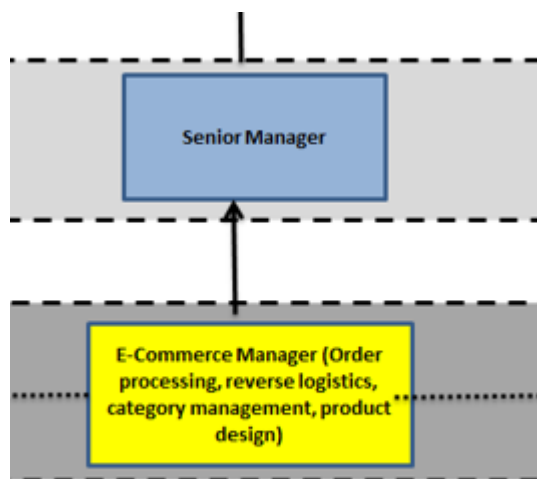 Senior Manager
E-Commerce Manager (Order
processing, reverse logistics,
category management, product
design)